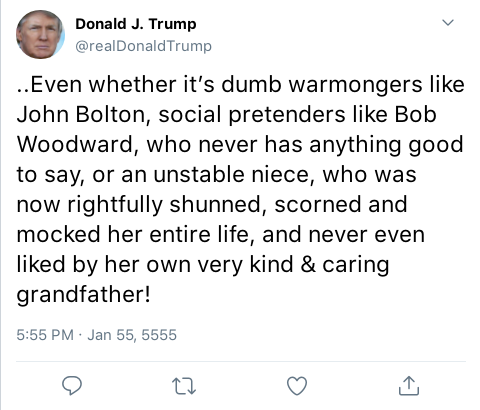 Donald J. Trump
@realDonaldTrump
..Even whether it’s dumb warmongers like
John Bolton, social pretenders like Bob
Woodward, who never has anything good
to say, or an unstable niece, who was
now rightfully shunned, scorned and
mocked her entire life, and never even
liked by her own very kind & caring
grandfather!
5:55 PM · Jan 55, 5555